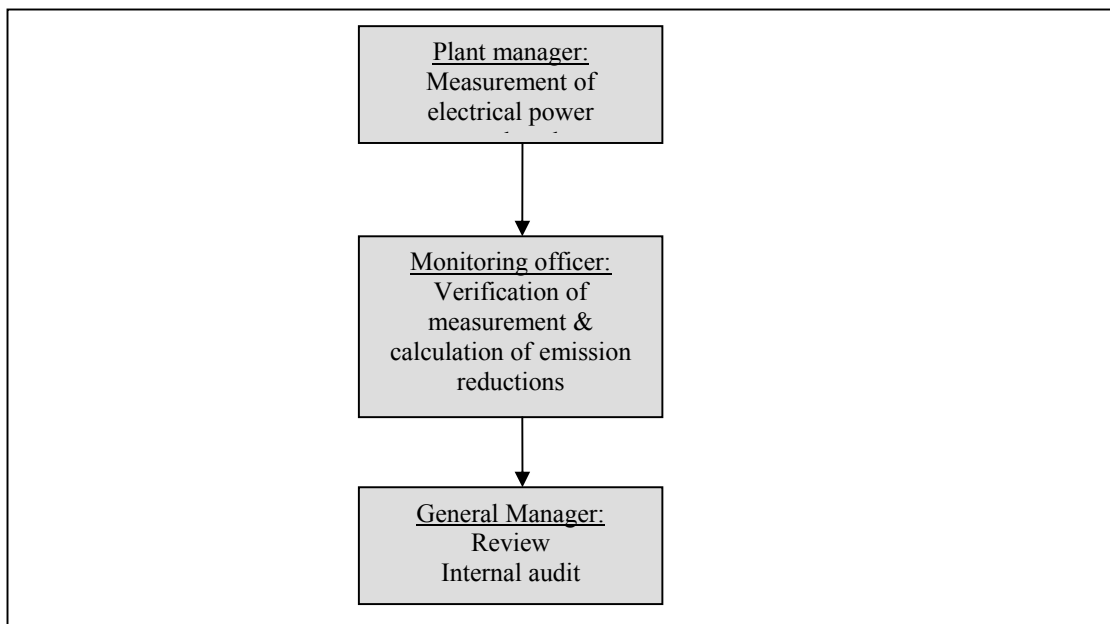 Plant manager:
Measurement of
electrical power
Monitoring officer:
Verification of
measurement &
calculation of emission
reductions
General Manager:
Review
Internal audit